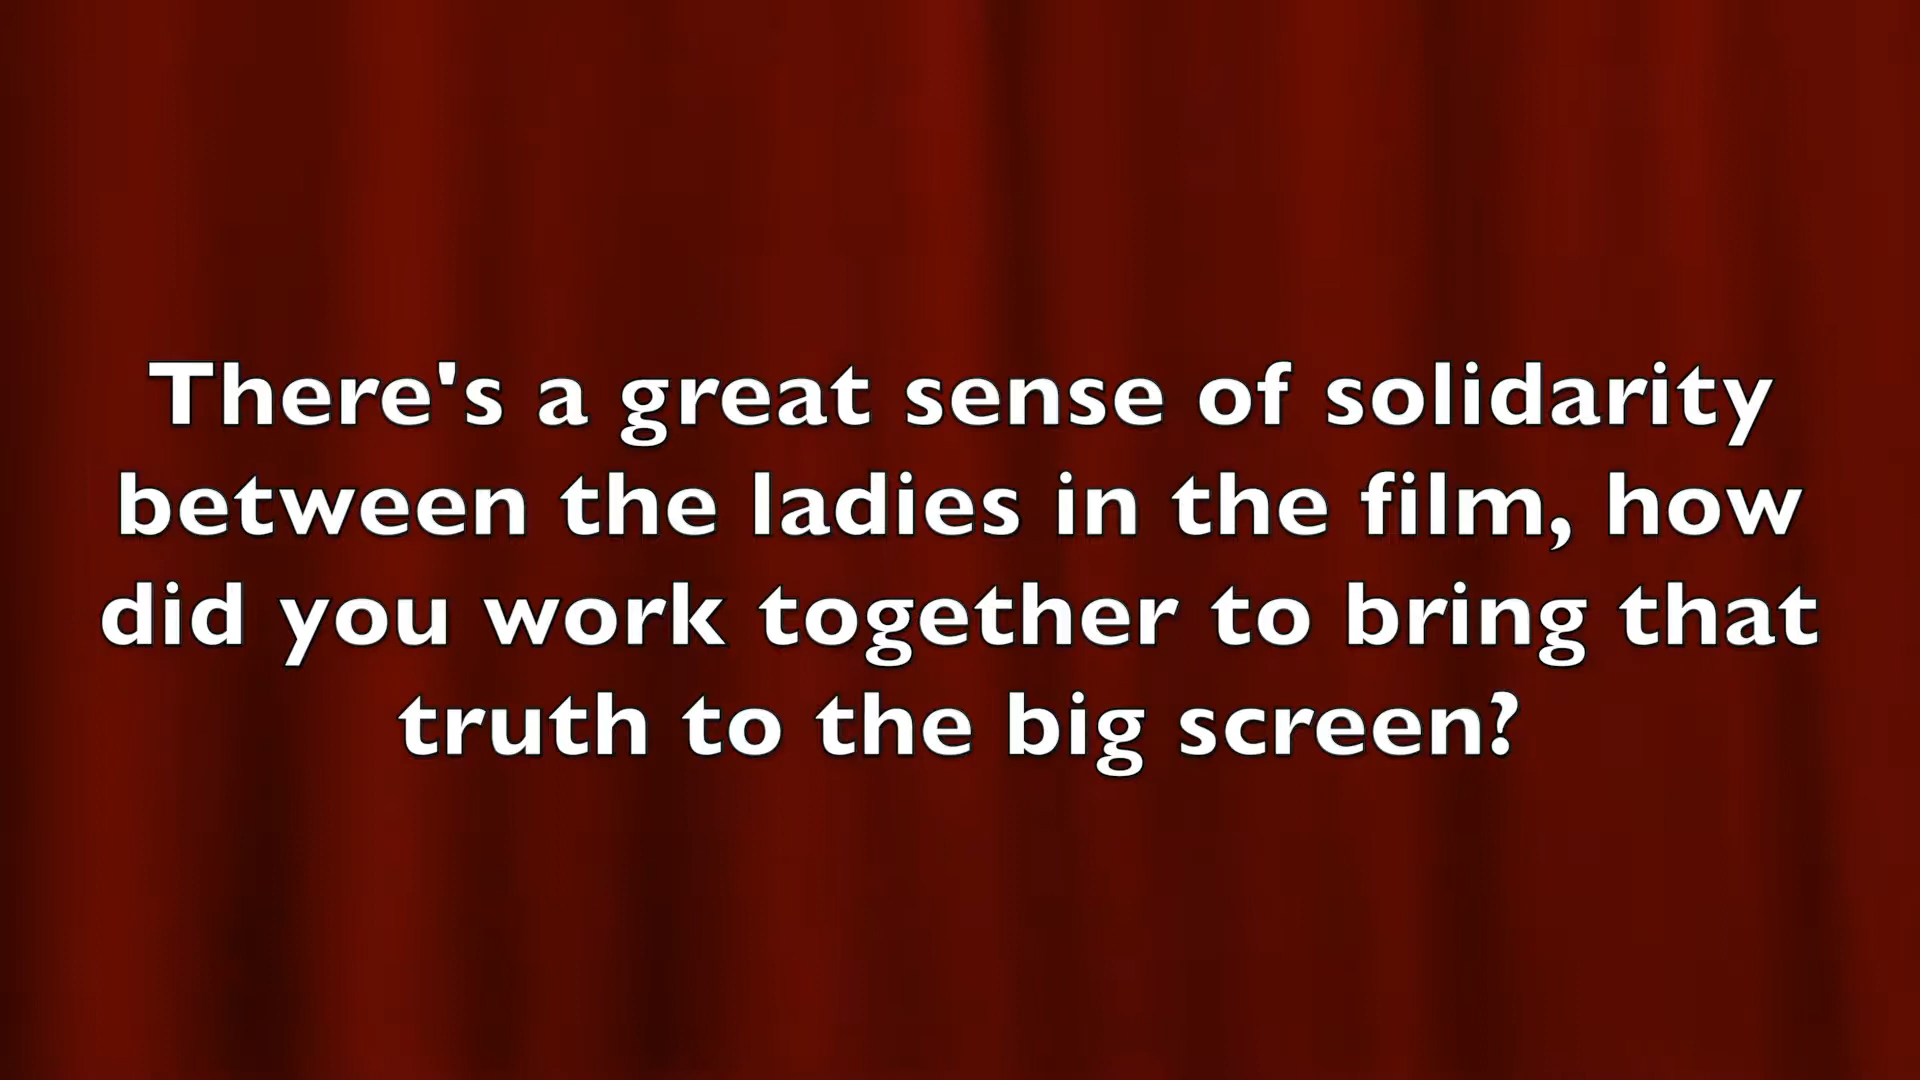 There's a great sense of solidarity
between the ladies in the film, how
did you work together to bring that
truth to the big screen?